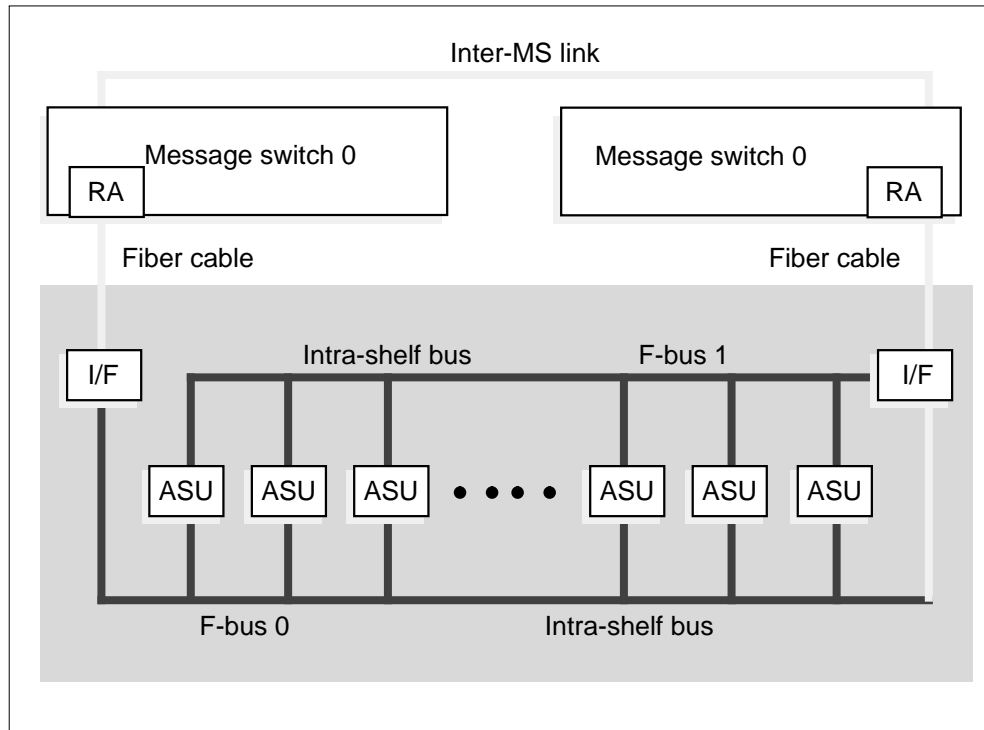 Inter-MS link
Message switch 0
Message switch 0
RA
RA
Fiber cable
Fiber cable
Intra-shelf bus
F-bus 1
I/F
I/F
ASU
ASU
ASU
ASU
ASU
ASU
F-bus 0
Intra-shelf bus